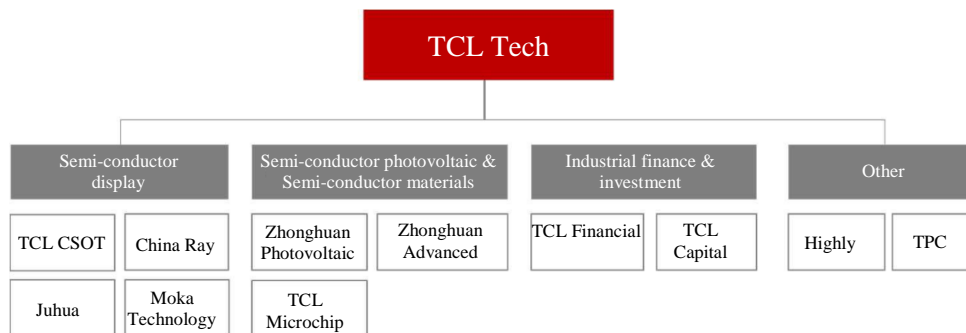 TCL Tech
Semi-conductor
display
Semi-conductor photovoltaic &
Semi-conductor materials
Industrial finance &
investment
Other
TCL CSOT
China Ray
Juhua
Moka
Technology
Zhonghuan
Photovoltaic
Zhonghuan
Advanced
TCL
Microchip
TCL Financial
TCL
Capital
Highly
TPC